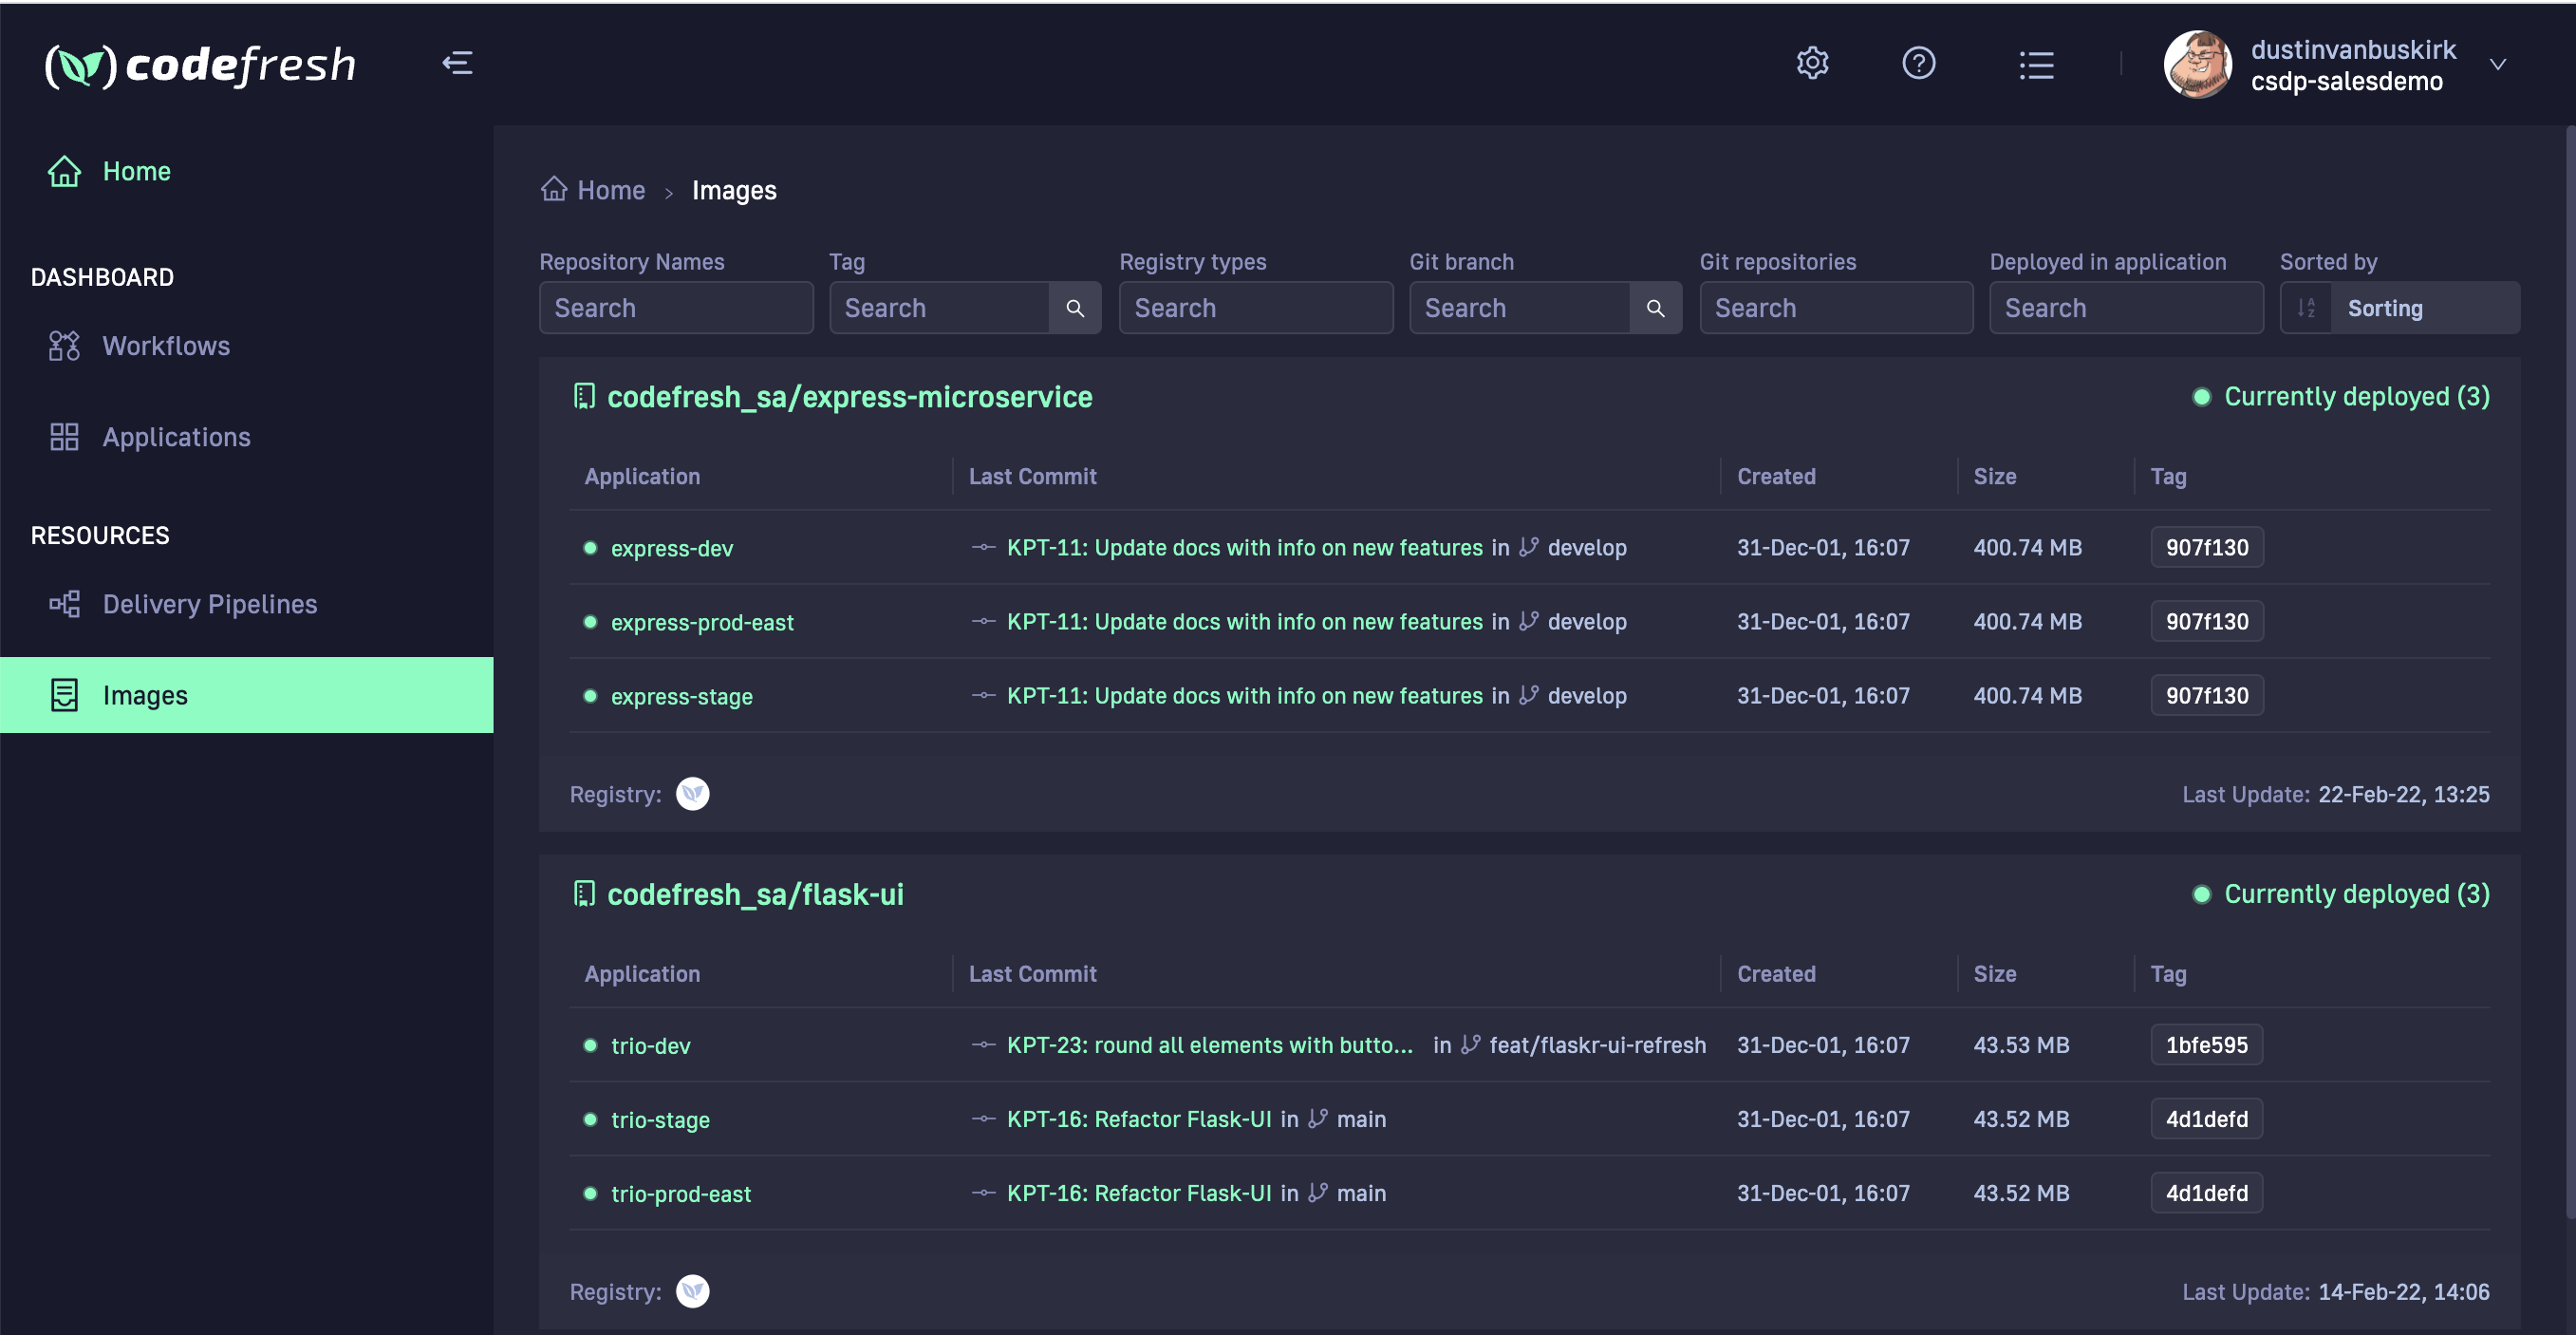 codefresh
dustinvanbuskirk
csdp-salesdemo
Home
DASHBOARD
Workflows
Applications
RESOURCES
Delivery Pipelines
Images
Home > Images
Repository Names Tag Registry types Git branch Git repositories Deployed in application Sorted by
Search Search Search Search Search Search Sorting
codefresh_sa/express-microservice Currently deployed (3)
Application Last Commit Created Size Tag
express-dev KPT-11: Update docs with info on new features in develop 31-Dec-01, 16:07 400.74 MB 907f130
express-prod-east KPT-11: Update docs with info on new features in develop 31-Dec-01, 16:07 400.74 MB 907f130
express-stage KPT-11: Update docs with info on new features in develop 31-Dec-01, 16:07 400.74 MB 907f130
Registry: Last Update: 22-Feb-22, 13:25
codefresh_sa/flask-ui Currently deployed (3)
Application Last Commit Created Size Tag
trio-dev KPT-23: round all elements with butto... in feat/flaskr-ui-refresh 31-Dec-01, 16:07 43.53 MB 1bfe595
trio-stage KPT-16: Refactor Flask-UI in main 31-Dec-01, 16:07 43.52 MB 4d1defd
trio-prod-east KPT-16: Refactor Flask-UI in main 31-Dec-01, 16:07 43.52 MB 4d1defd
Registry: Last Update: 14-Feb-22, 14:06